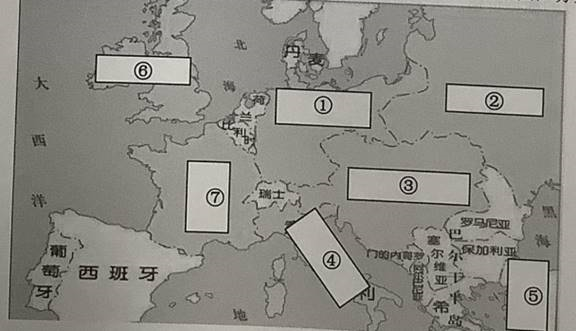 北
海
丹麦
大
西
洋
⑥
荷
兰
比利时
①
②
⑦
瑞士
③
④
罗马尼亚
黑
海
保加利亚
塞尔维亚
巴尔干半岛
门的内哥罗
希
⑤
葡萄牙
西班牙
利
地